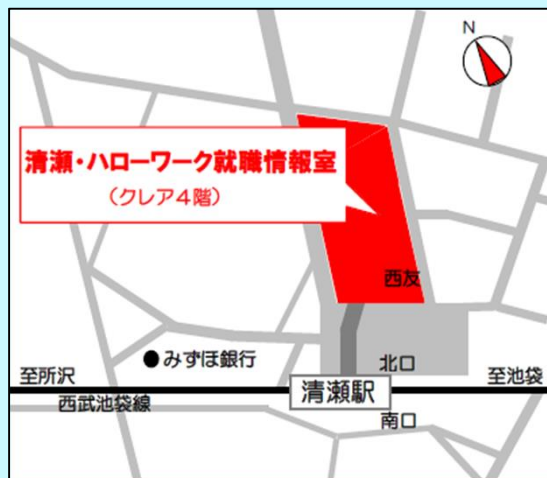 N
清瀬・ハローワーク就職情報室
（クレア４階）
西友
みずほ銀行
北口
至所沢
至池袋
清瀬駅
西武池袋線
南口